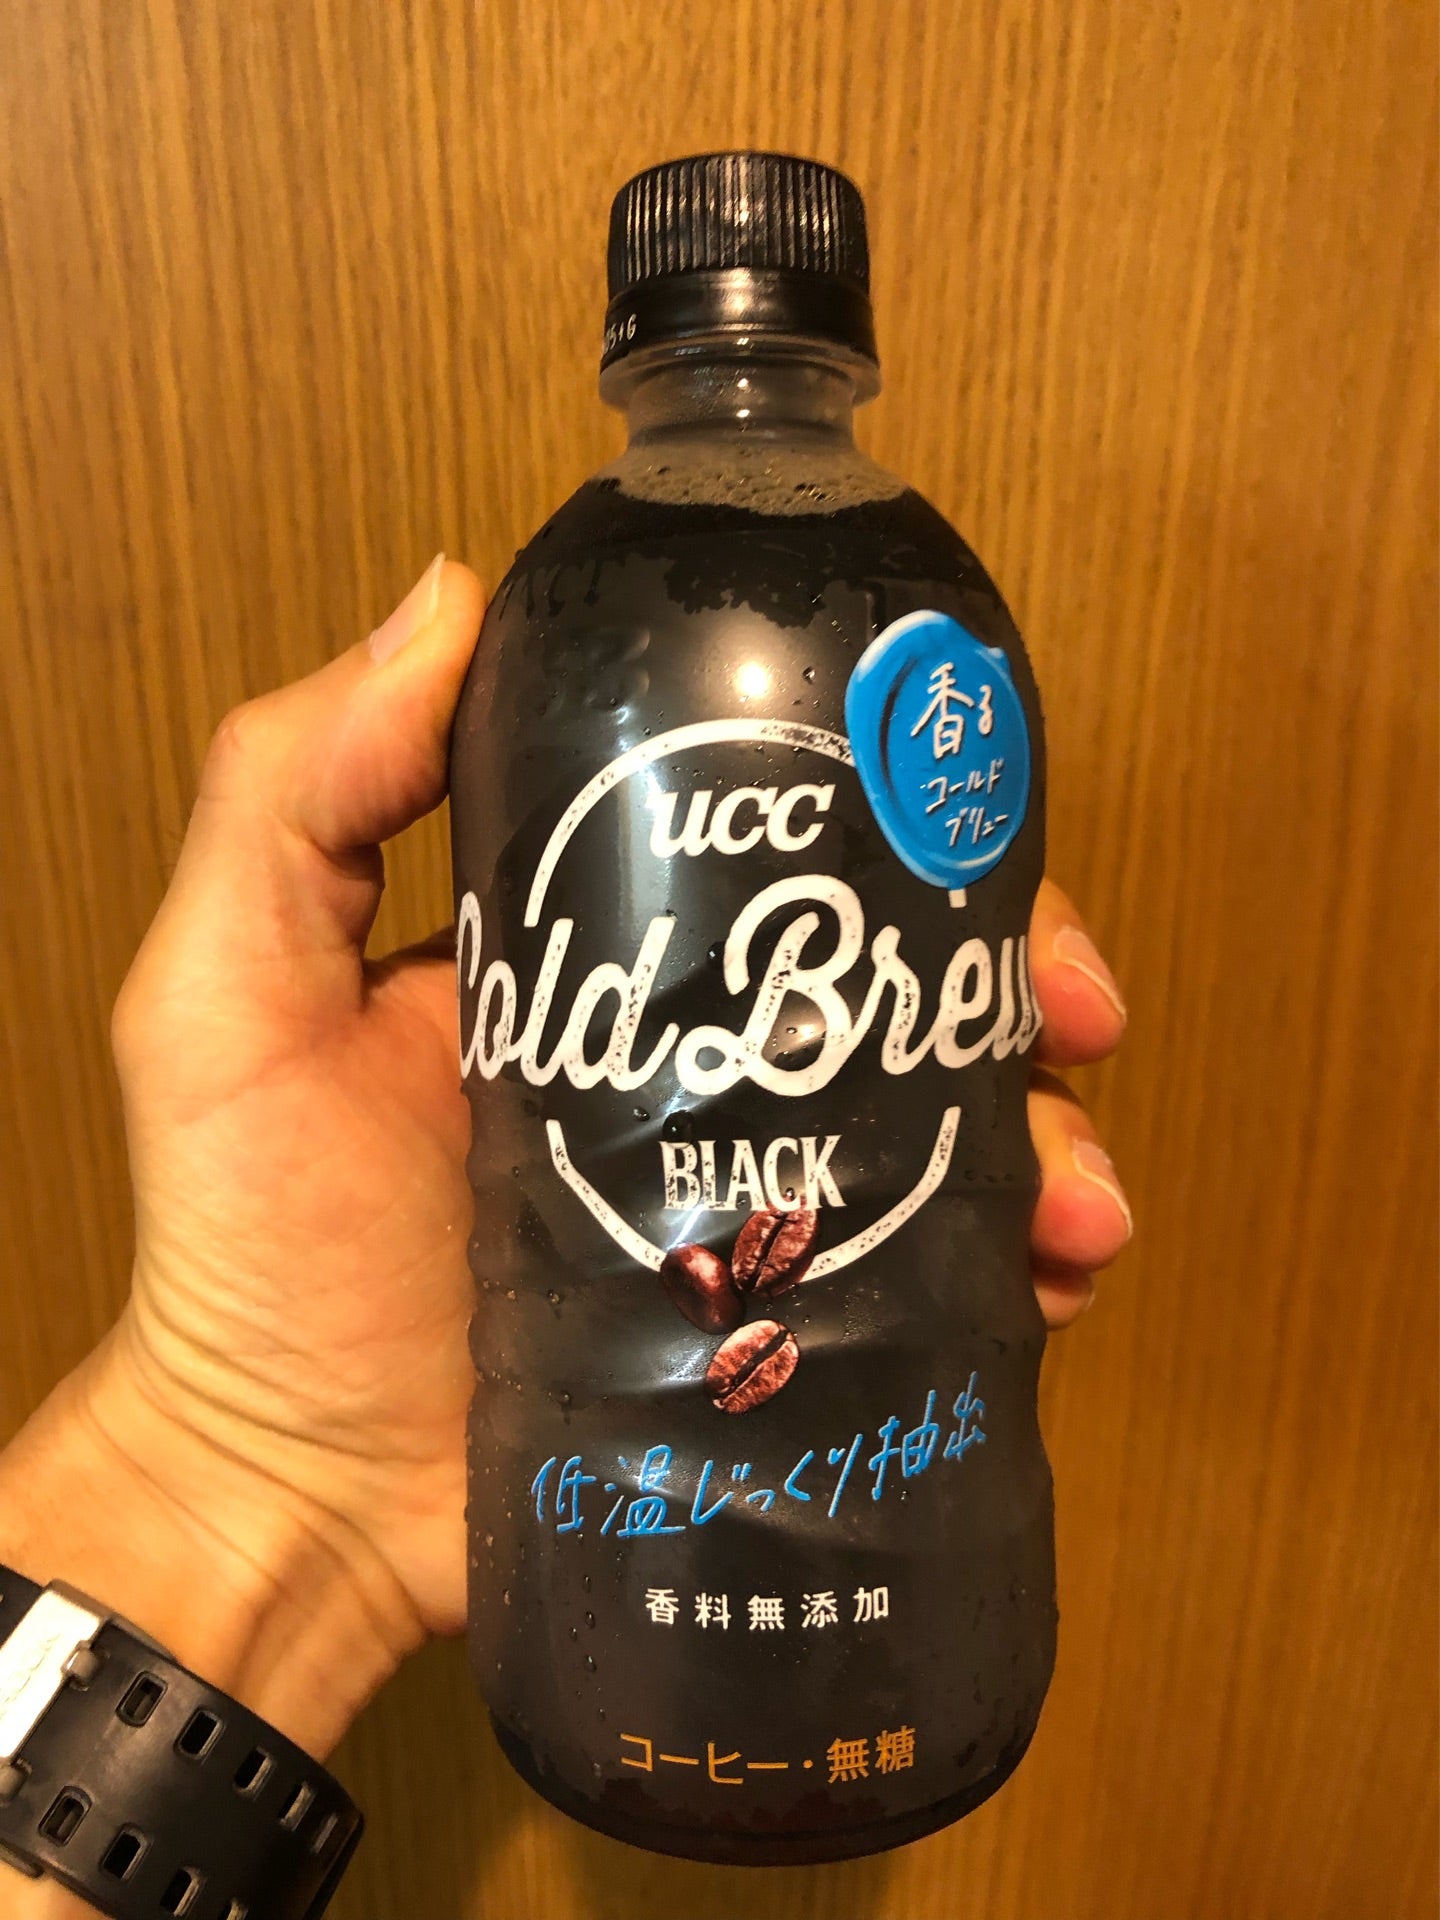 香る
コールド
ブリュー
UCC
Cold Brew
BLACK
低温じっくり抽出
香料無添加
コーヒー・無糖